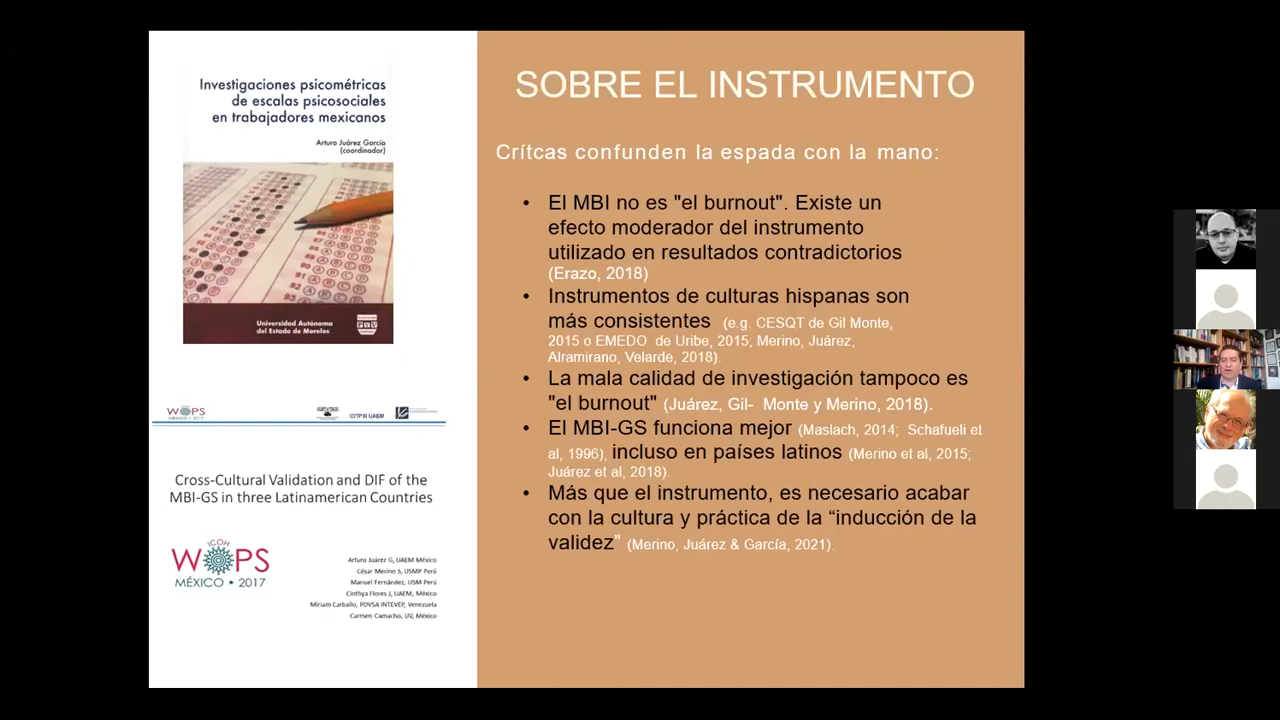 Investigaciones psicométricas
de escalas psicosociales
en trabajadores mexicanos
Arturo Juárez García
(coordinador)
Universidad Autónoma
del Estado de Morelos
WOPS
MÉXICO • 2017
CITPSI UAEM
Cross-Cultural Validation and DIF of the
MBI-GS in three Latinamerican Countries
ICOH
WOPS
MÉXICO • 2017
Arturo Juárez G, UAEM México
César Merino S, USMP Perú
Manuel Fernández, USM Perú
Cinthya Flores J, UAEM, México
Miriam Carballo, PDVSA INTEVEP, Venezuela
Carmen Camacho, UV, México
SOBRE EL INSTRUMENTO
Crítcas confunden la espada con la mano:
• El MBI no es "el burnout". Existe un
efecto moderador del instrumento
utilizado en resultados contradictorios
(Erazo, 2018)
• Instrumentos de culturas hispanas son
más consistentes (e.g. CESQT de Gil Monte,
2015 o EMEDO de Uribe, 2015; Merino, Juárez,
Alramirano, Velarde, 2018).
• La mala calidad de investigación tampoco es
"el burnout" (Juárez, Gil- Monte y Merino, 2018).
• El MBI-GS funciona mejor (Maslach, 2014; Schafueli et
al, 1996), incluso en países latinos (Merino et al, 2015;
Juárez et al, 2018).
• Más que el instrumento, es necesario acabar
con la cultura y práctica de la “inducción de la
validez” (Merino, Juárez & García, 2021).